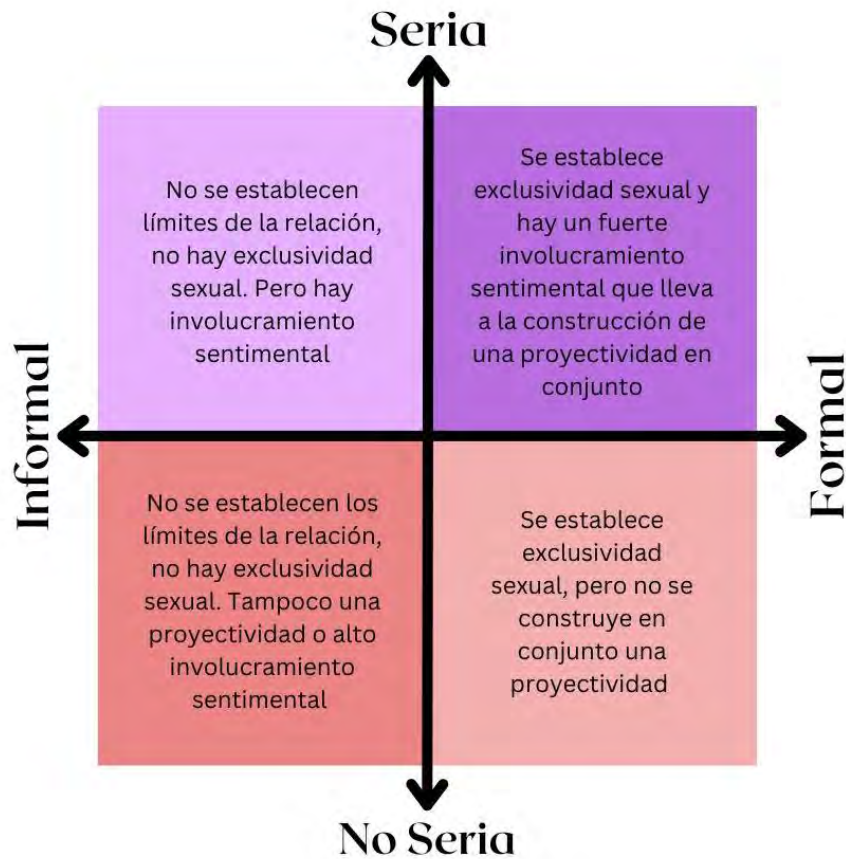 Seria
No se establecen
límites de la relación,
no hay exclusividad
sexual. Pero hay
involucramiento
sentimental
Se establece
exclusividad sexual y
hay un fuerte
involucramiento
sentimental que lleva
a la construcción de
una proyectividad en
conjunto
Informal
Formal
No se establecen los
límites de la relación,
no hay exclusividad
sexual. Tampoco una
proyectividad o alto
involucramiento
sentimental
Se establece
exclusividad
sexual, pero no se
construye en
conjunto una
proyectividad
No Seria